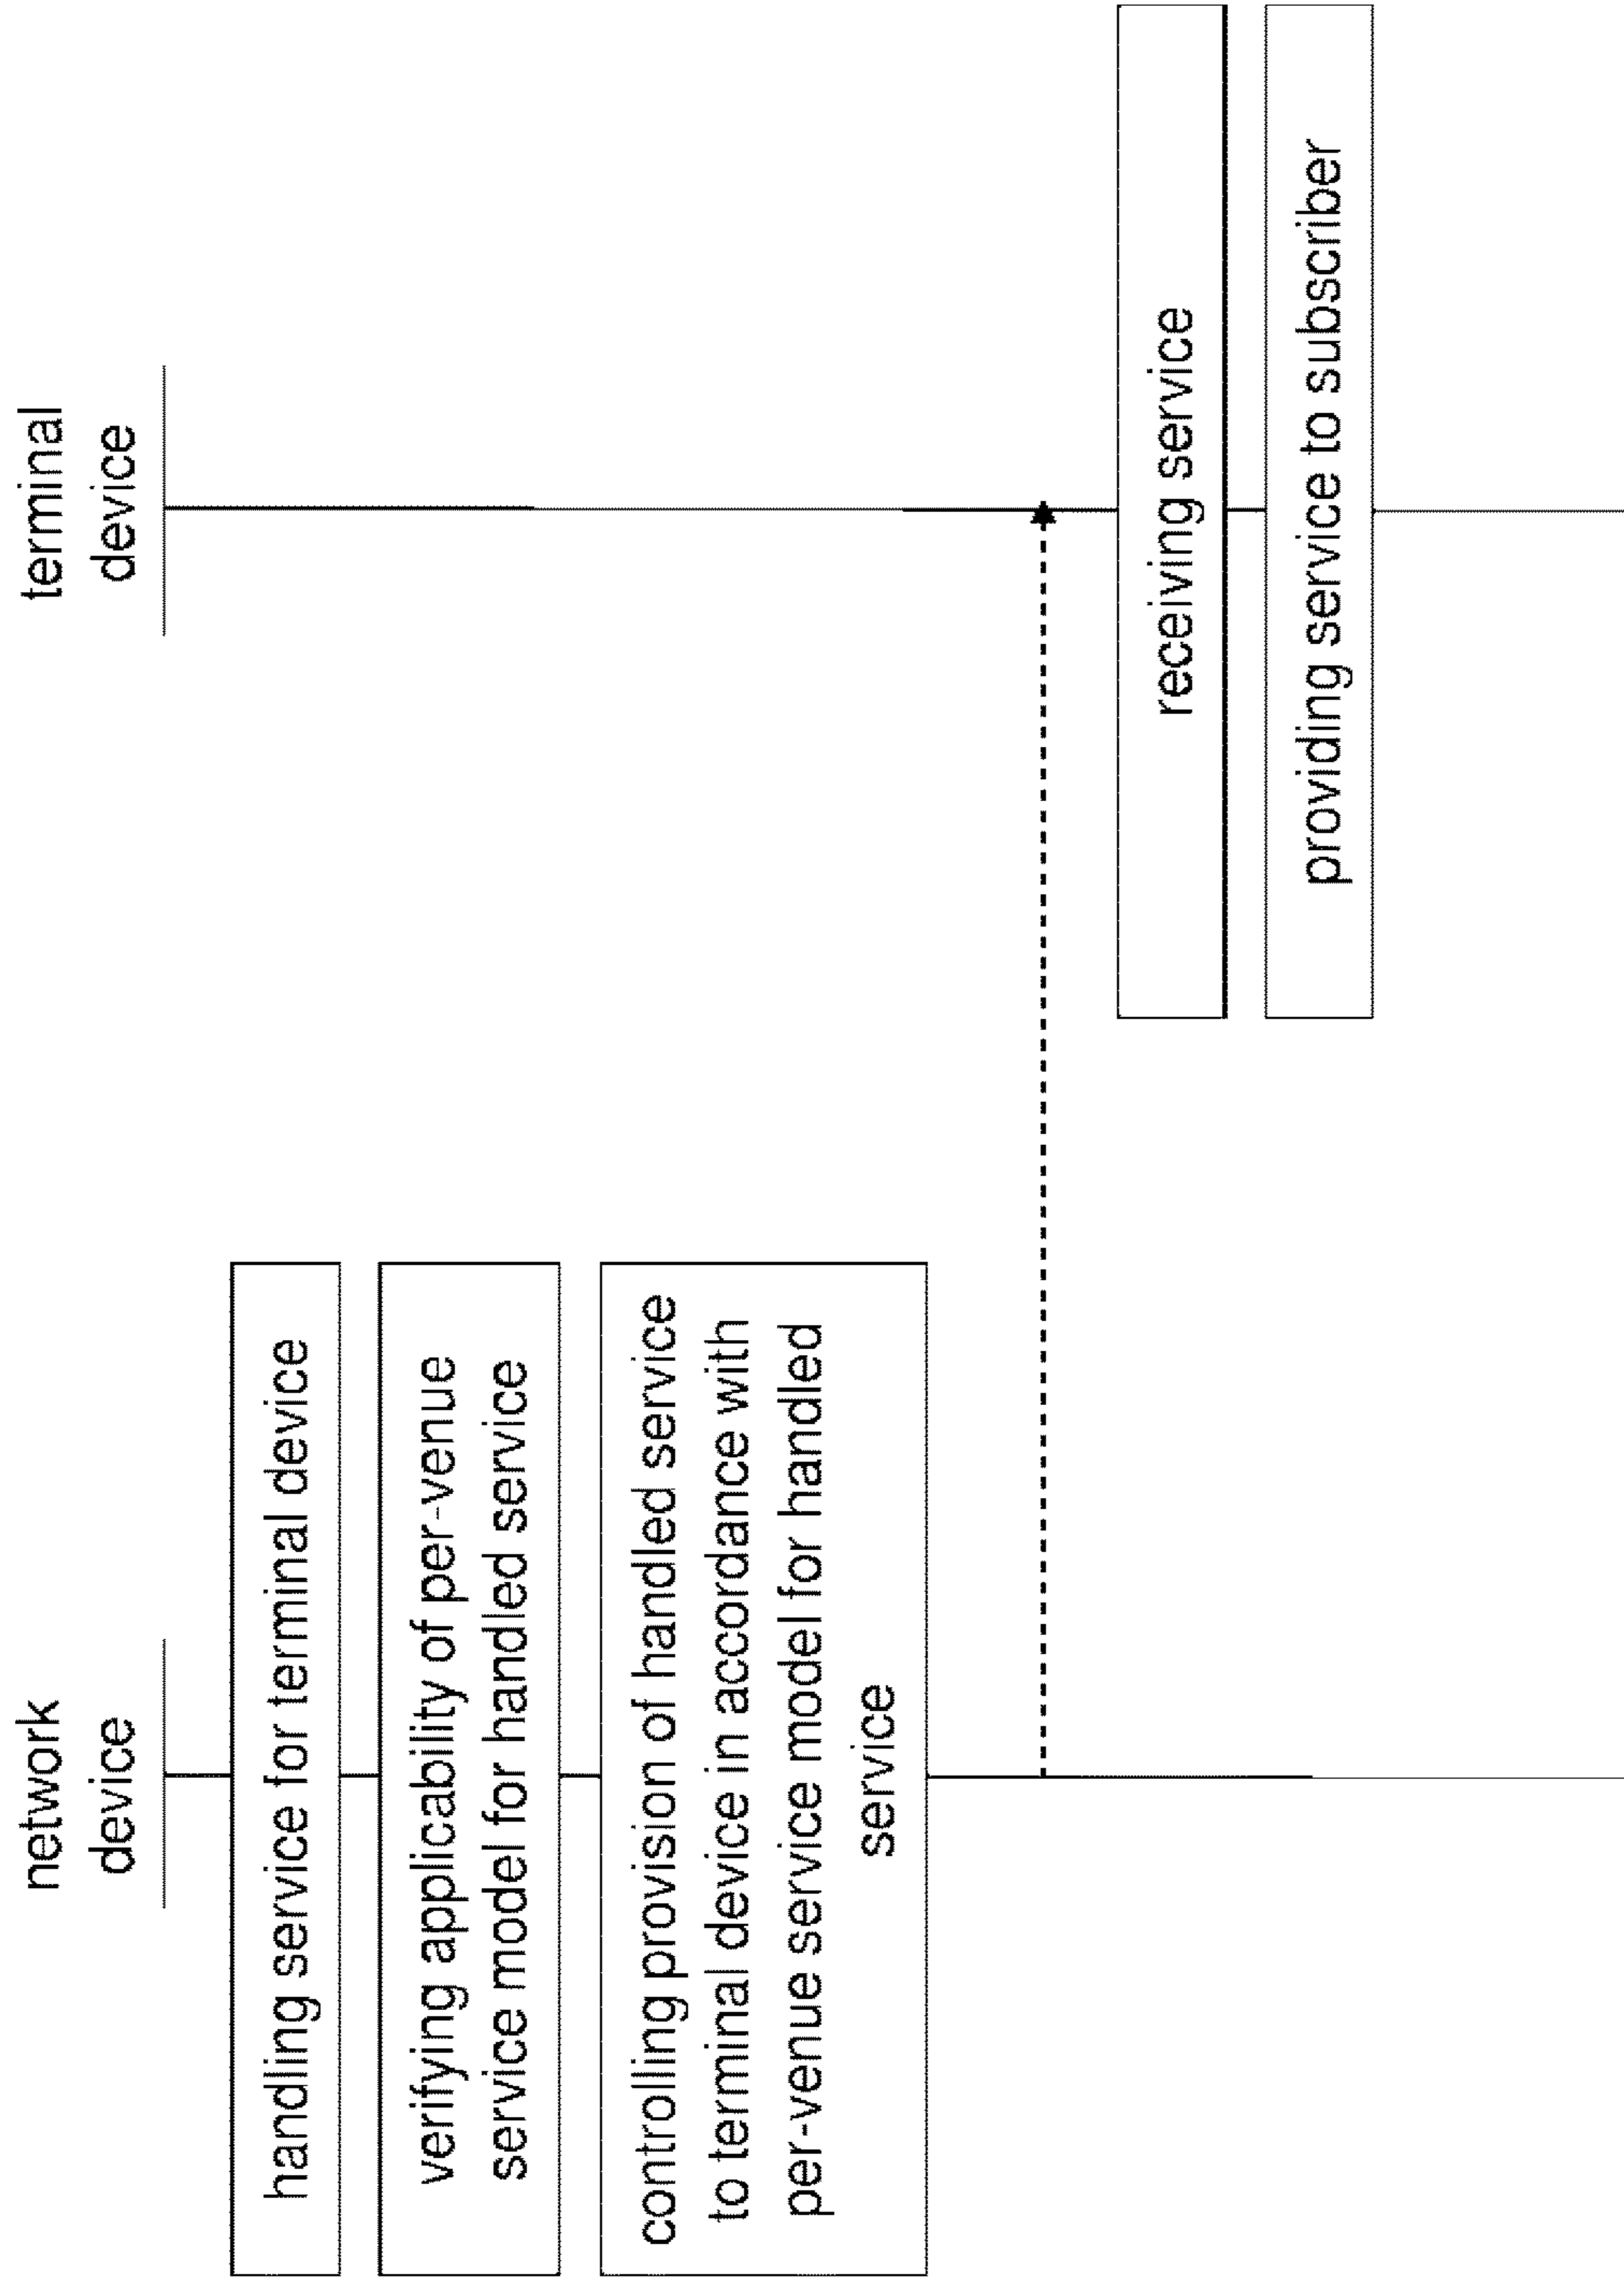 network
device
terminal
device
handling service for terminal device
verifying applicability of per-venue
service model for handled service
controlling provision of handled service
to terminal device in accordance with
per-venue service model for handled
service
receiving service
providing service to subscriber